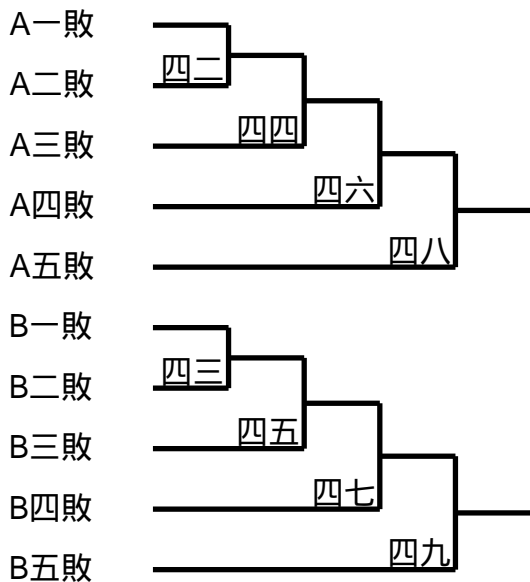 A一敗
四二
A二敗
四四
A三敗
四六
A四敗
四八
A五敗
B一敗
四三
B二敗
四五
B三敗
四七
B四敗
四九
B五敗